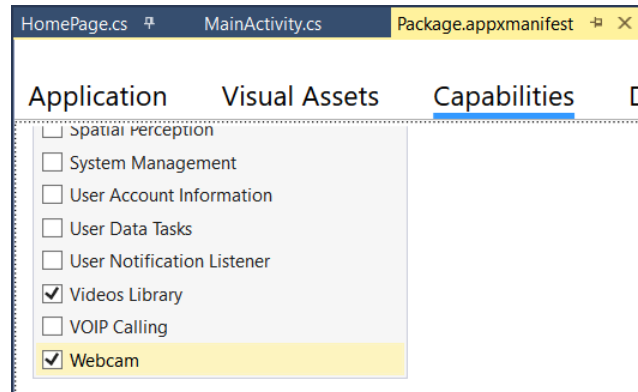 HomePage.cs MainActivity.cs Package.appxmanifest
Application Visual Assets Capabilities
Spatial Perception
System Management
User Account Information
User Data Tasks
User Notification Listener
Videos Library
VOIP Calling
Webcam